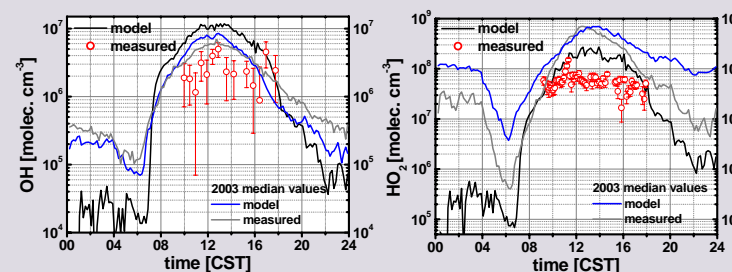 10⁷
10⁶
10⁵
10⁴
OH [molec. cm⁻³]
model
measured
2003 median values
model
measured
10⁷
10⁶
10⁵
10⁴
00 04 08 12 16 20 24
time [CST]
10⁹
10⁸
10⁷
10⁶
10⁵
HO₂ [molec. cm⁻³]
model
measured
2003 median values
model
measured
00 04 08 12 16 20 24
time [CST]